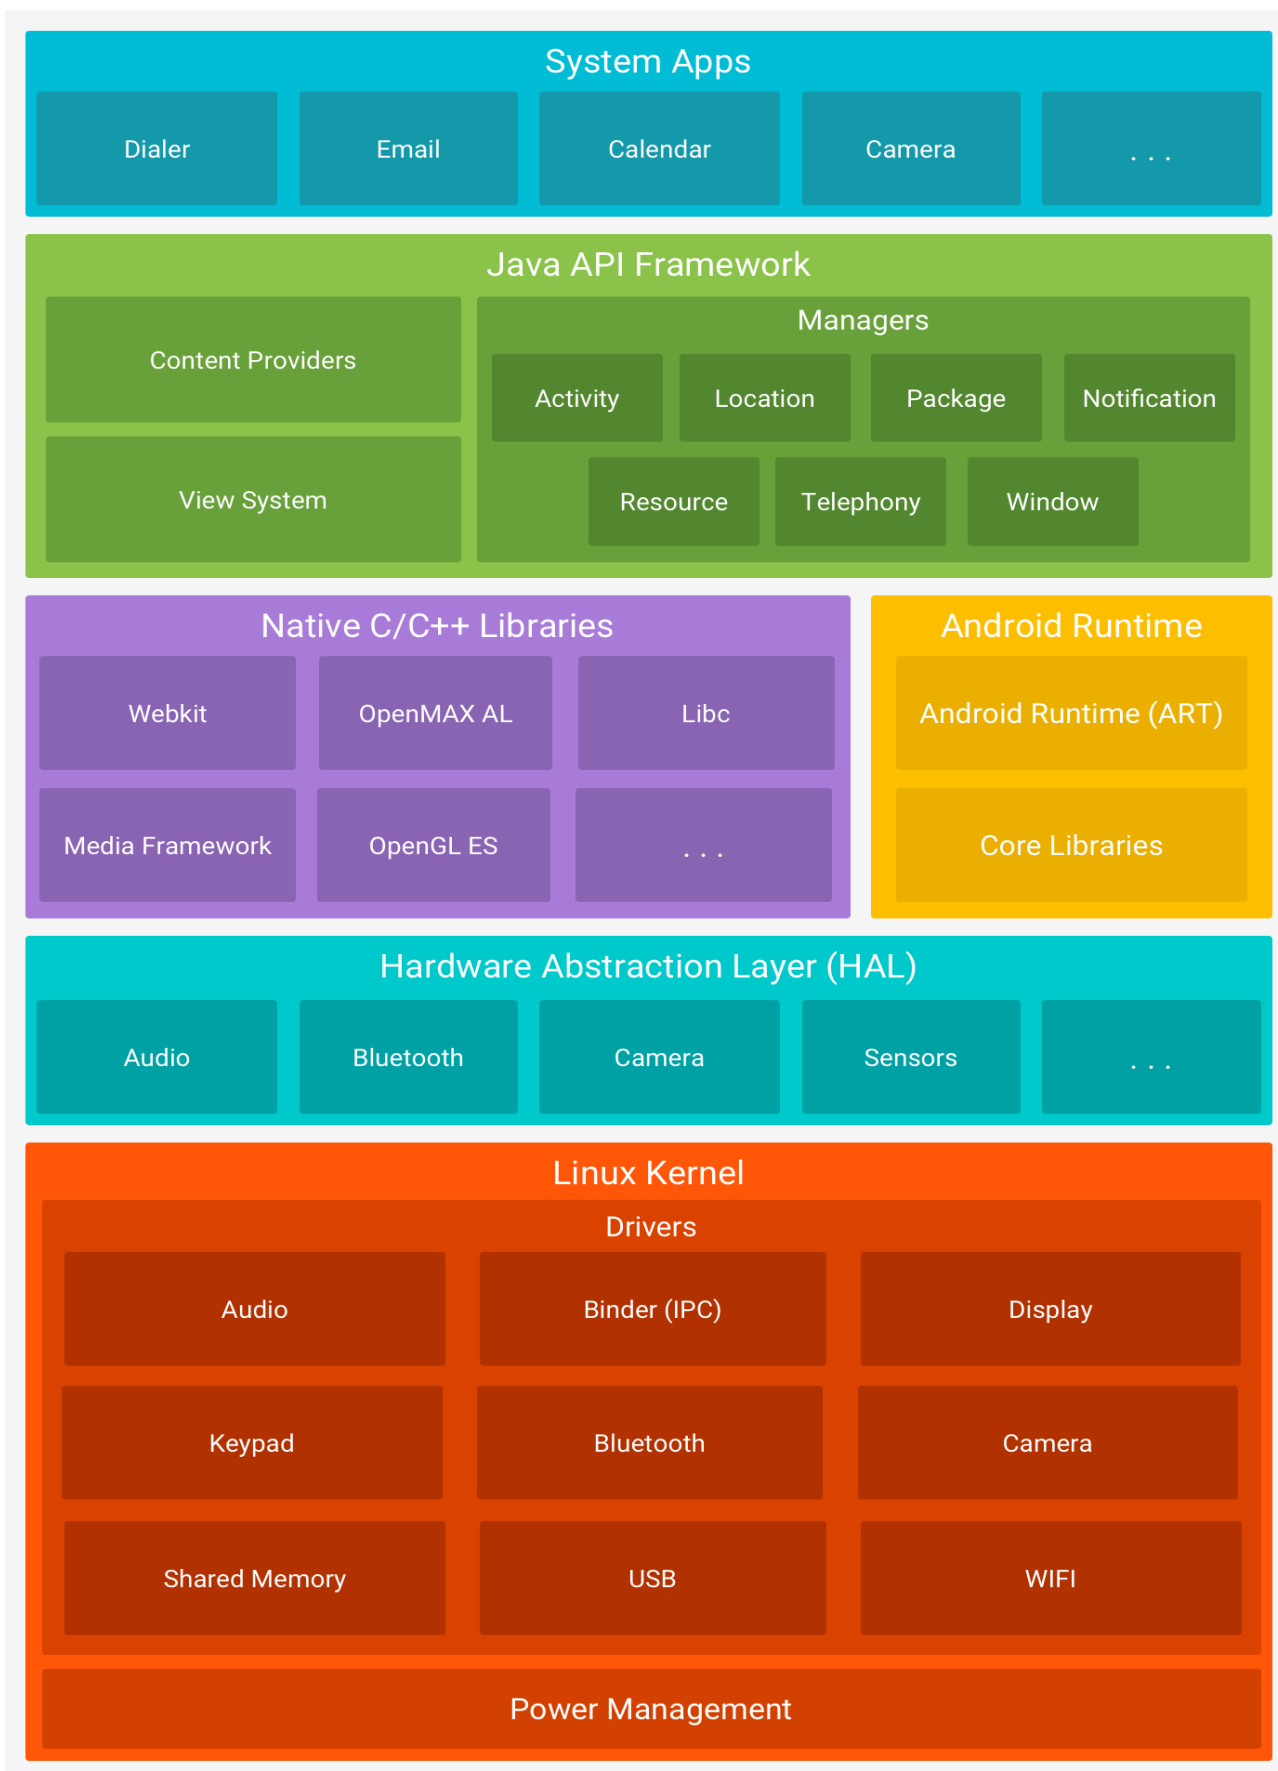 System Apps
Dialer
Email
Calendar
Camera
. . .
Java API Framework
Content Providers
View System
Managers
Activity
Location
Package
Notification
Resource
Telephony
Window
Native C/C++ Libraries
Webkit
OpenMAX AL
Libc
Media Framework
OpenGL ES
. . .
Android Runtime
Android Runtime (ART)
Core Libraries
Hardware Abstraction Layer (HAL)
Audio
Bluetooth
Camera
Sensors
. . .
Linux Kernel
Drivers
Audio
Binder (IPC)
Display
Keypad
Bluetooth
Camera
Shared Memory
USB
WIFI
Power Management